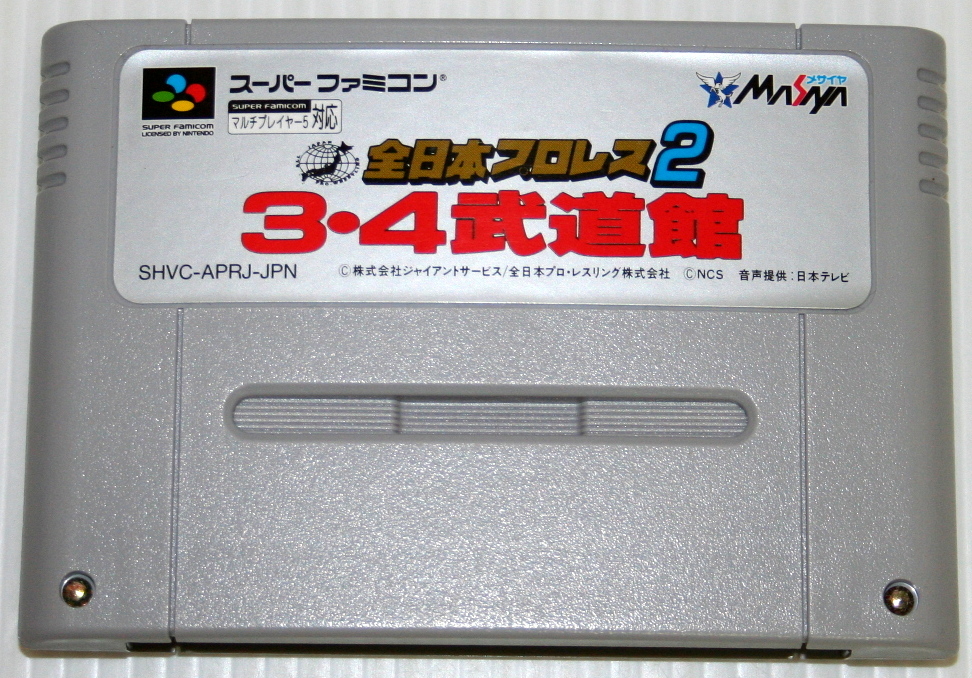 スーパーファミコン®
SUPER FAMICOM
LICENSED BY NINTENDO
SUPER FAMICOM
マルチプレイヤー5 対応
メサイヤ
MASAYA
全日本プロレス2
3・4武道館
SHVC-APRJ-JPN
Ⓒ株式会社ジャイアントサービス/全日本プロ・レスリング株式会社 ⒸNCS 音声提供:日本テレビ